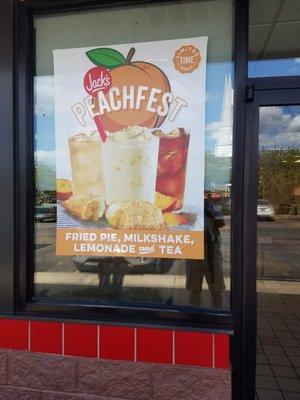 LIMITED
TIME
ONLY
Jack's
PEACHFEST
FRIED PIE, MILKSHAKE,
LEMONADE and TEA